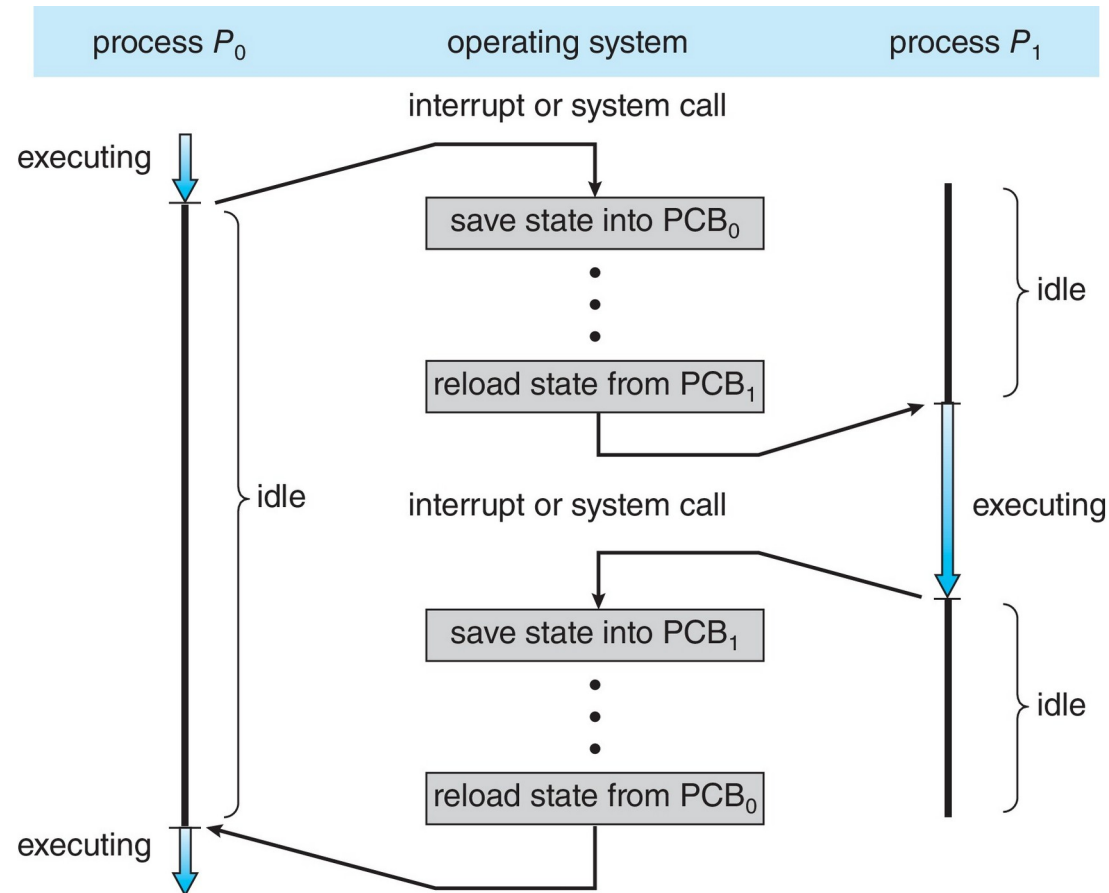 process P₀ operating system process P₁
interrupt or system call
executing
save state into PCB₀
idle
reload state from PCB₁
idle
interrupt or system call
executing
save state into PCB₁
idle
reload state from PCB₀
executing